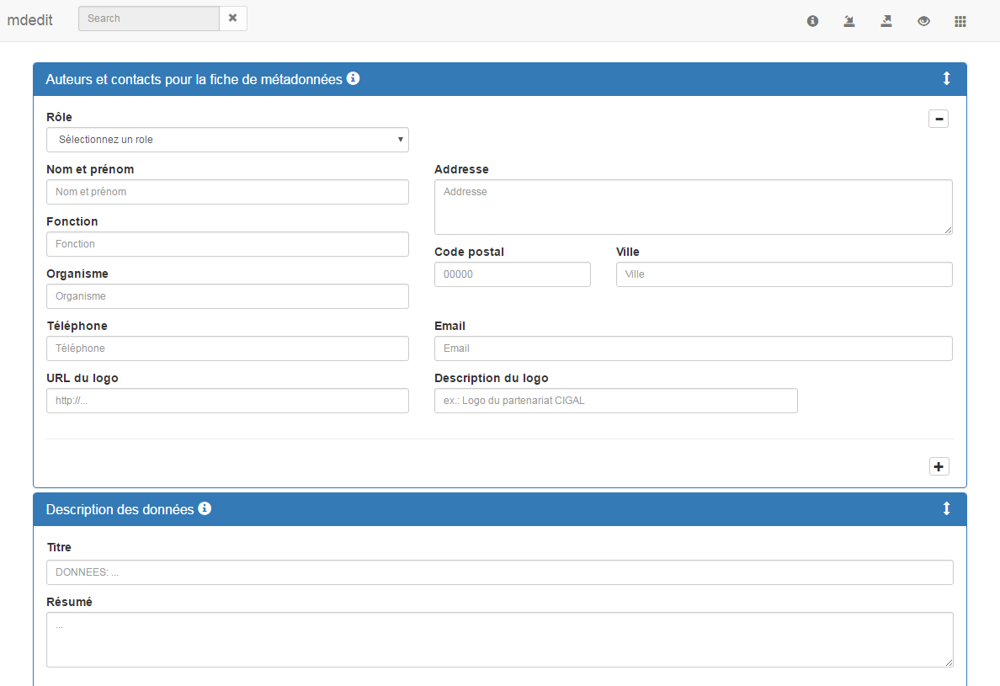 mdedit
Search
Auteurs et contacts pour la fiche de métadonnées
Rôle
Sélectionnez un role
Nom et prénom
Nom et prénom
Addresse
Addresse
Fonction
Fonction
Code postal
00000
Ville
Ville
Organisme
Organisme
Téléphone
Téléphone
Email
Email
URL du logo
http://...
Description du logo
ex.: Logo du partenariat CIGAL
Description des données
Titre
DONNEES: ...
Résumé
...